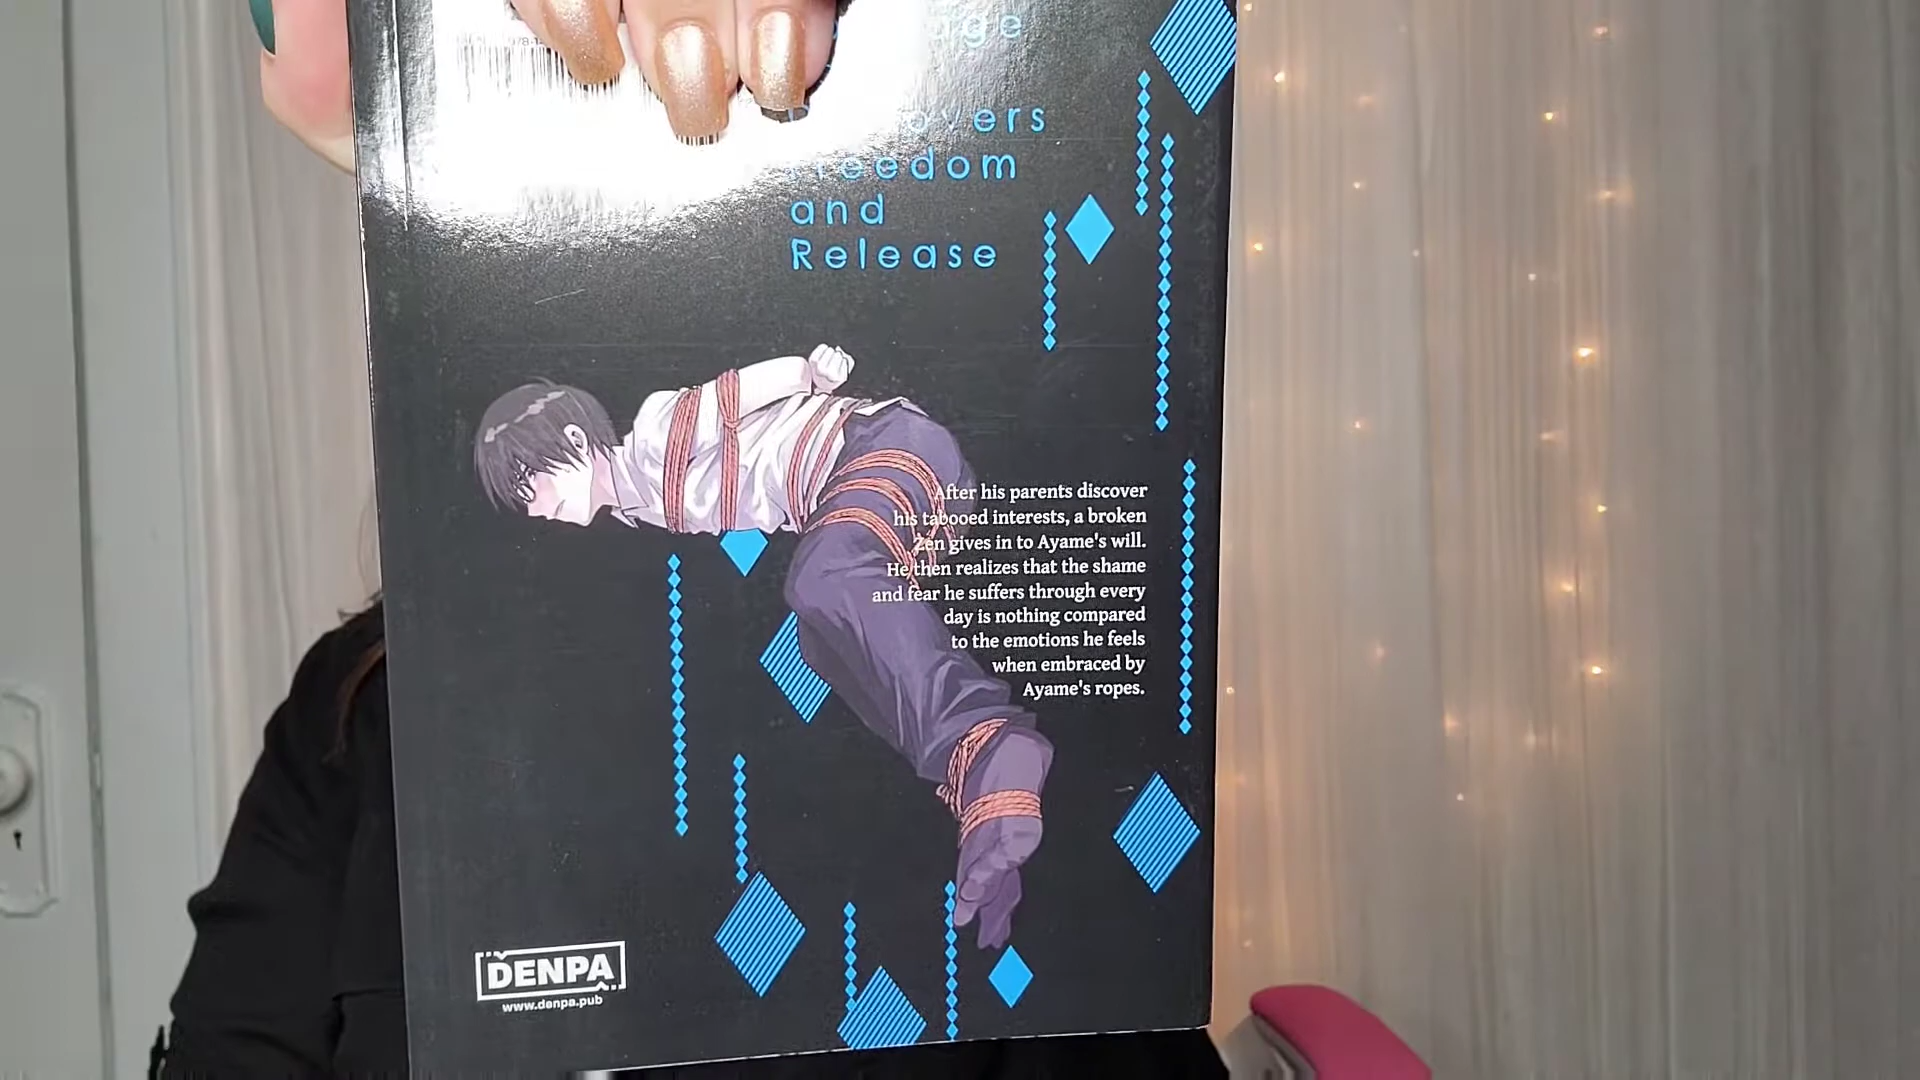 and
Release
After his parents discover
his tabooed interests, a broken
Zen gives in to Ayame's will.
He then realizes that the shame
and fear he suffers through every
day is nothing compared
to the emotions he feels
when embraced by
Ayame's ropes.
DENPA
www.denpa.pub